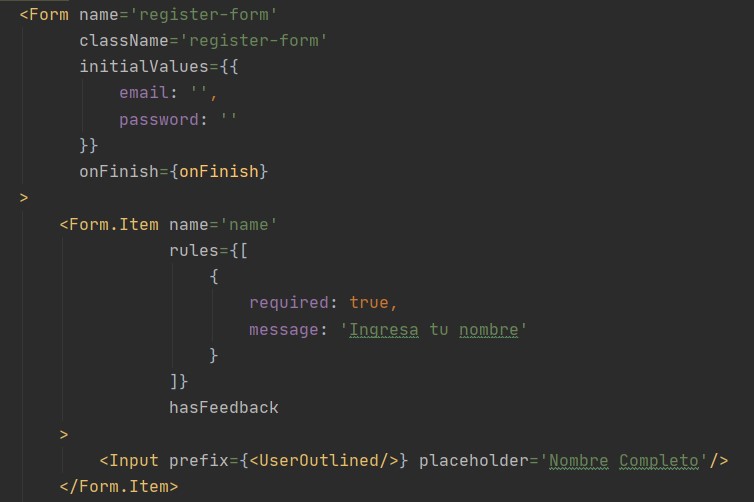 <Form name='register-form'
className='register-form'
initialValues={{
email: '',
password: ''
}}
onFinish={onFinish}
>
<Form.Item name='name'
rules={[
{
required: true,
message: 'Ingresa tu nombre'
}
]}
hasFeedback
>
<Input prefix={<UserOutlined/>} placeholder='Nombre Completo'/>
</Form.Item>